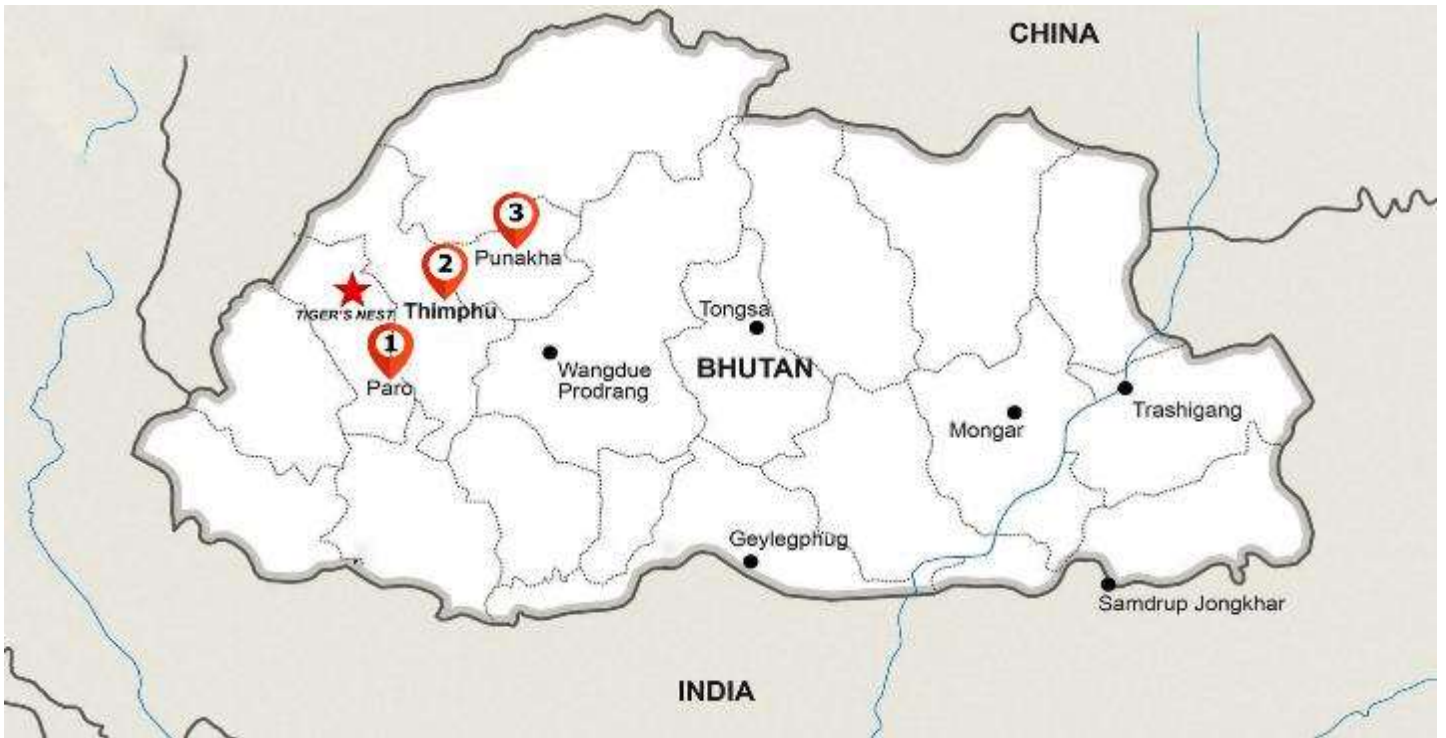 CHINA
3
Punakha
2
TIGER'S NEST
Thimphu
Tongsa
1
Paro
Wangdue
Prodrang
BHUTAN
Trashigang
Mongar
Geylegphug
Samdrup Jongkhar
INDIA